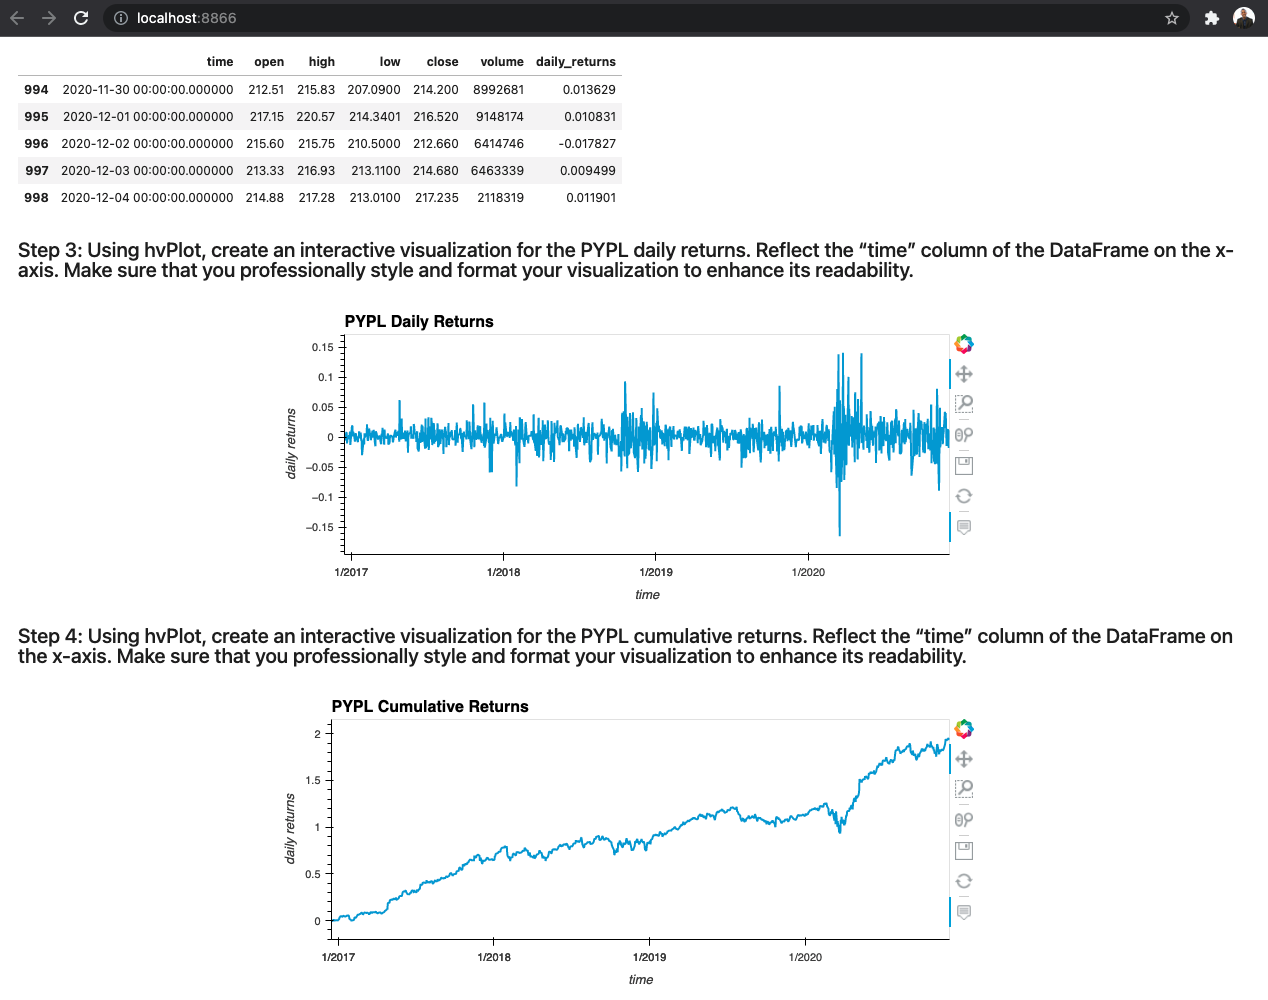 localhost:8866
time open high low close volume daily_returns
994 2020-11-30 00:00:00.000000 212.51 215.83 207.0900 214.200 8992681 0.013629
995 2020-12-01 00:00:00.000000 217.15 220.57 214.3401 216.520 9148174 0.010831
996 2020-12-02 00:00:00.000000 215.60 215.75 210.5000 212.660 6414746 -0.017827
997 2020-12-03 00:00:00.000000 213.33 216.93 213.1100 214.680 6463339 0.009499
998 2020-12-04 00:00:00.000000 214.88 217.28 213.0100 217.235 2118319 0.011901
Step 3: Using hvPlot, create an interactive visualization for the PYPL daily returns. Reflect the “time” column of the DataFrame on the x-
axis. Make sure that you professionally style and format your visualization to enhance its readability.
PYPL Daily Returns
0.15
0.1
0.05
0
−0.05
−0.1
−0.15
daily returns
1/2017 1/2018 1/2019 1/2020
time
Step 4: Using hvPlot, create an interactive visualization for the PYPL cumulative returns. Reflect the “time” column of the DataFrame on
the x-axis. Make sure that you professionally style and format your visualization to enhance its readability.
PYPL Cumulative Returns
2
1.5
1
0.5
0
daily returns
1/2017 1/2018 1/2019 1/2020
time